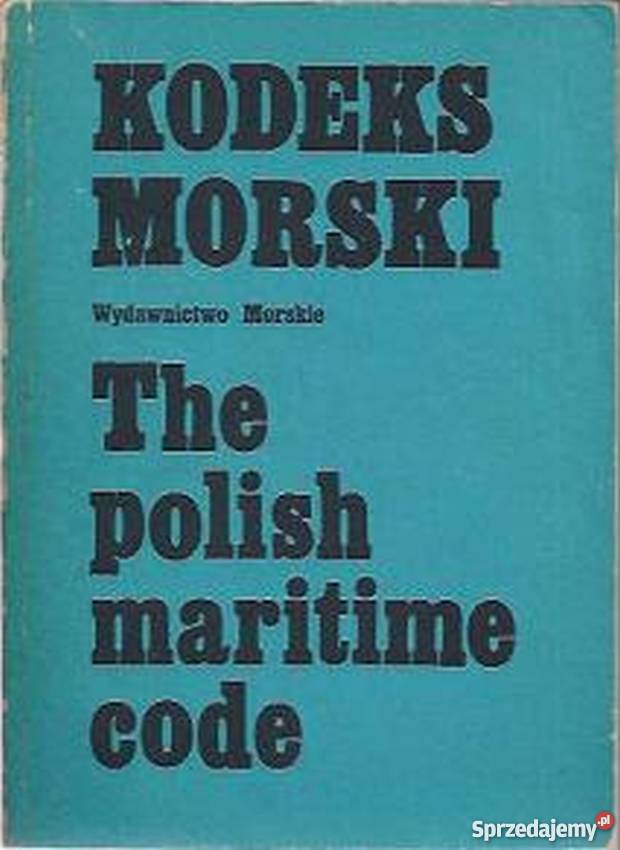 KODEKS
MORSKI
Wydawnictwo Morskie
The
polish
maritime
code
Sprzedajemy.pl